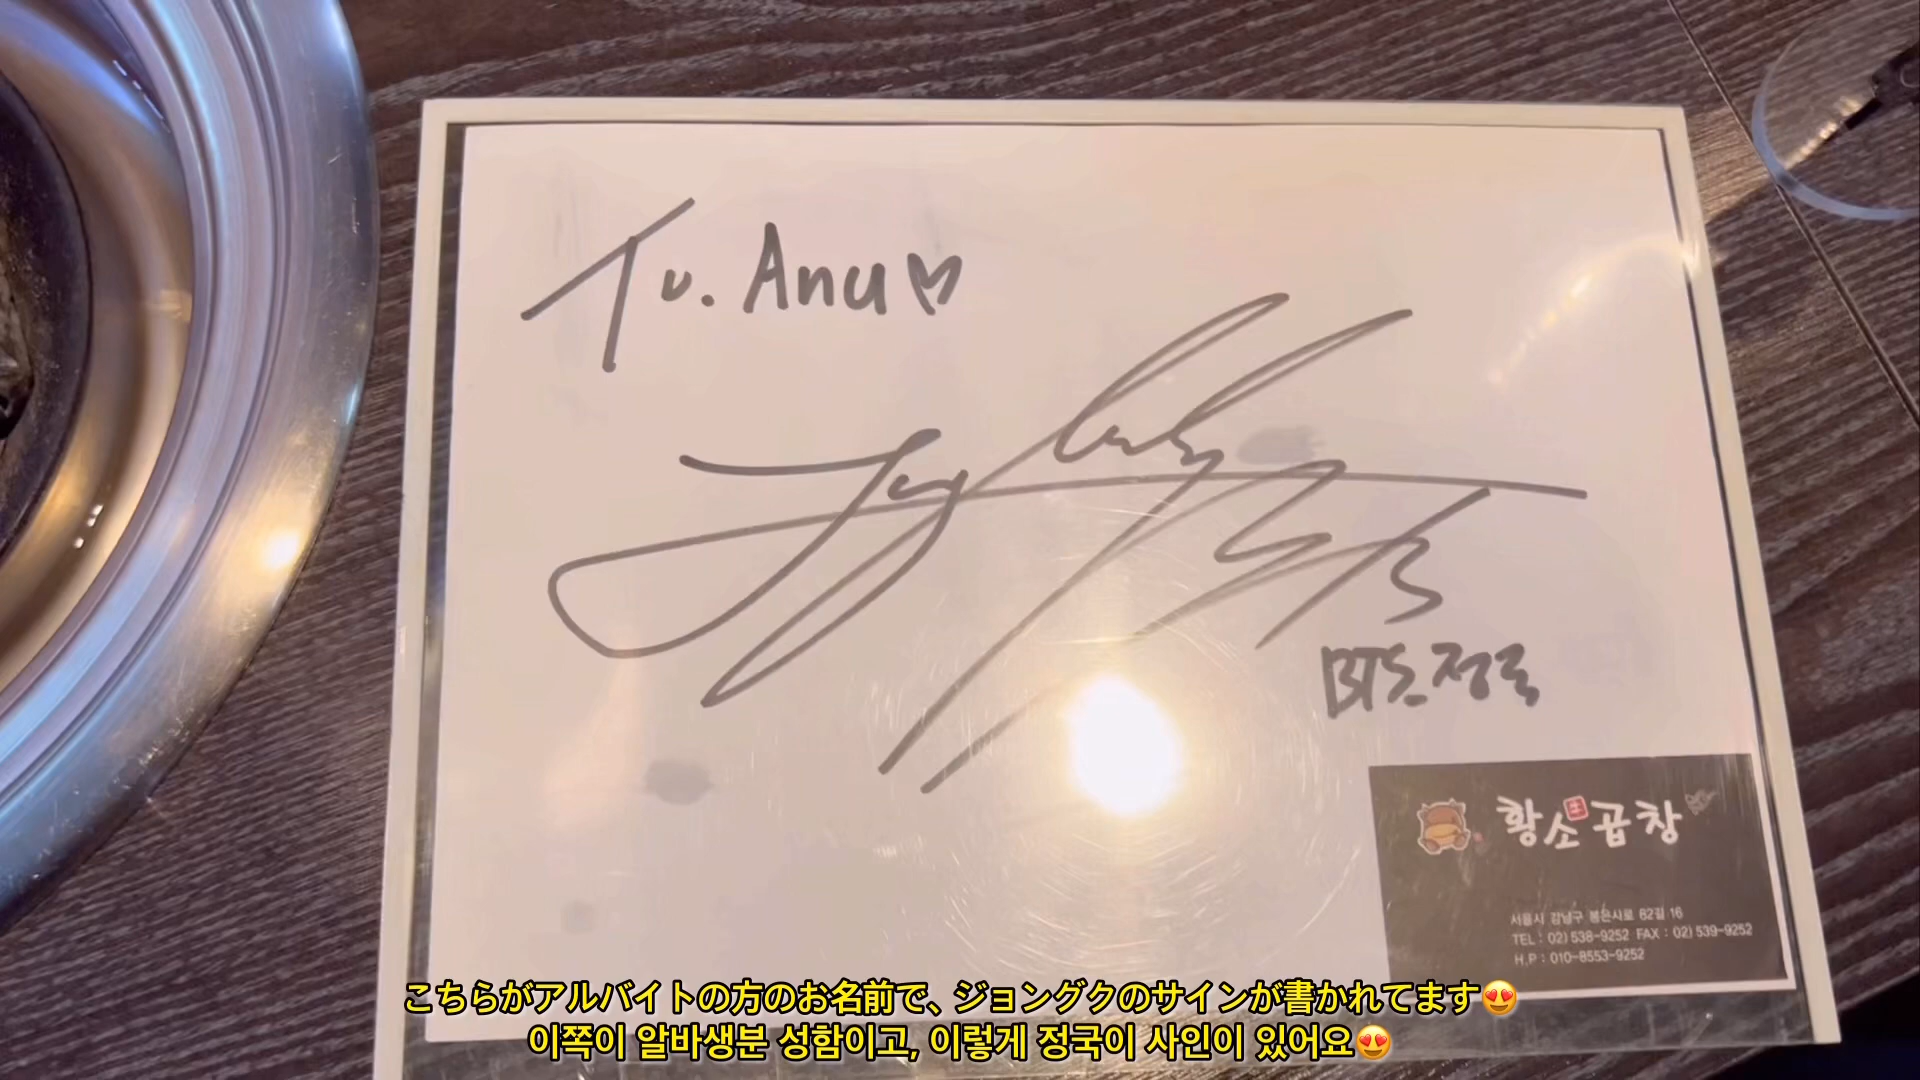 To. Anu♡
BTS 정국
황소곱창
서울시 강남구 봉은사로 82길 16
TEL : 02) 538-9252 FAX : 02) 539-9252
H.P : 010-8553-9252
こちらがアルバイトの方のお名前で、ジョングクのサインが書かれてます😍
이쪽이 알바생분 성함이고, 이렇게 정국이 사인이 있어요😍